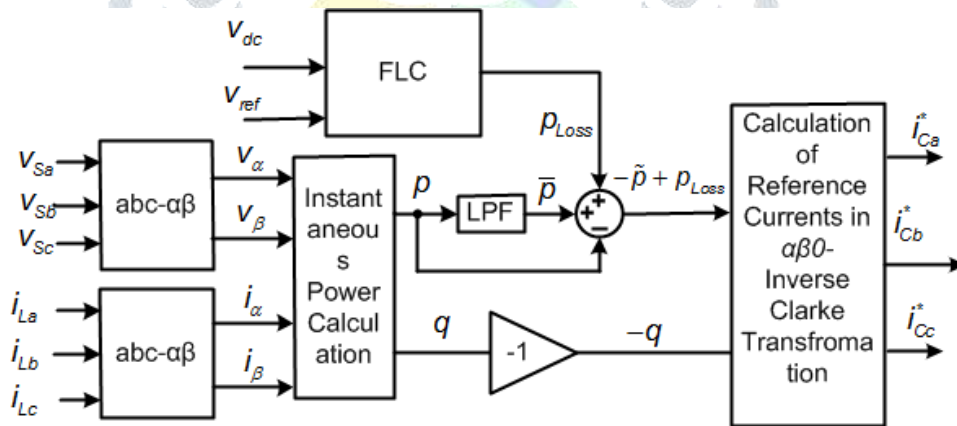 v_dc
FLC
v_ref
p_Loss
v_Sa
v_Sb
v_Sc
abc-αβ
v_α
v_β
i_La
i_Lb
i_Lc
abc-αβ
i_α
i_β
Instant
aneou
s
Power
Calcul
ation
p
LPF
p̄
+
+
−
-p̃ + p_Loss
q
-1
-q
Calculation
of
Reference
Currents in
αβ0-
Inverse
Clarke
Transfroma
tion
i*_Ca
i*_Cb
i*_Cc